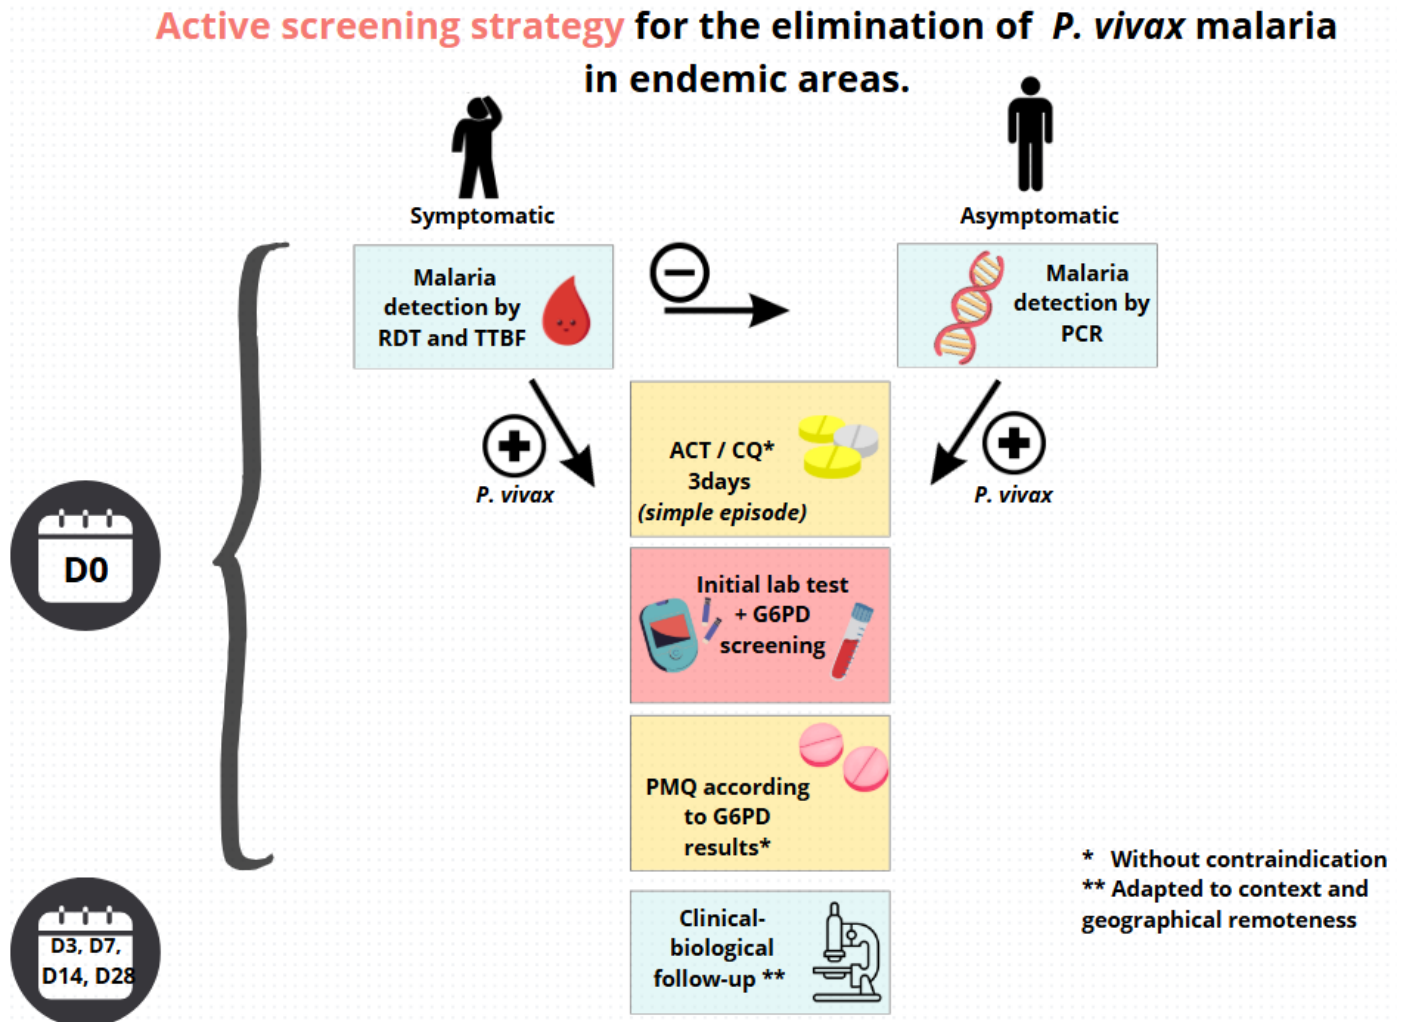 Active screening strategy for the elimination of P. vivax malaria
in endemic areas.
Symptomatic
Asymptomatic
Malaria
detection by
RDT and TTBF
Malaria
detection by
PCR
P. vivax
P. vivax
ACT / CQ*
3days
(simple episode)
D0
Initial lab test
+ G6PD
screening
PMQ according
to G6PD
results*
D3, D7,
D14, D28
Clinical-
biological
follow-up **
* Without contraindication
** Adapted to context and
geographical remoteness